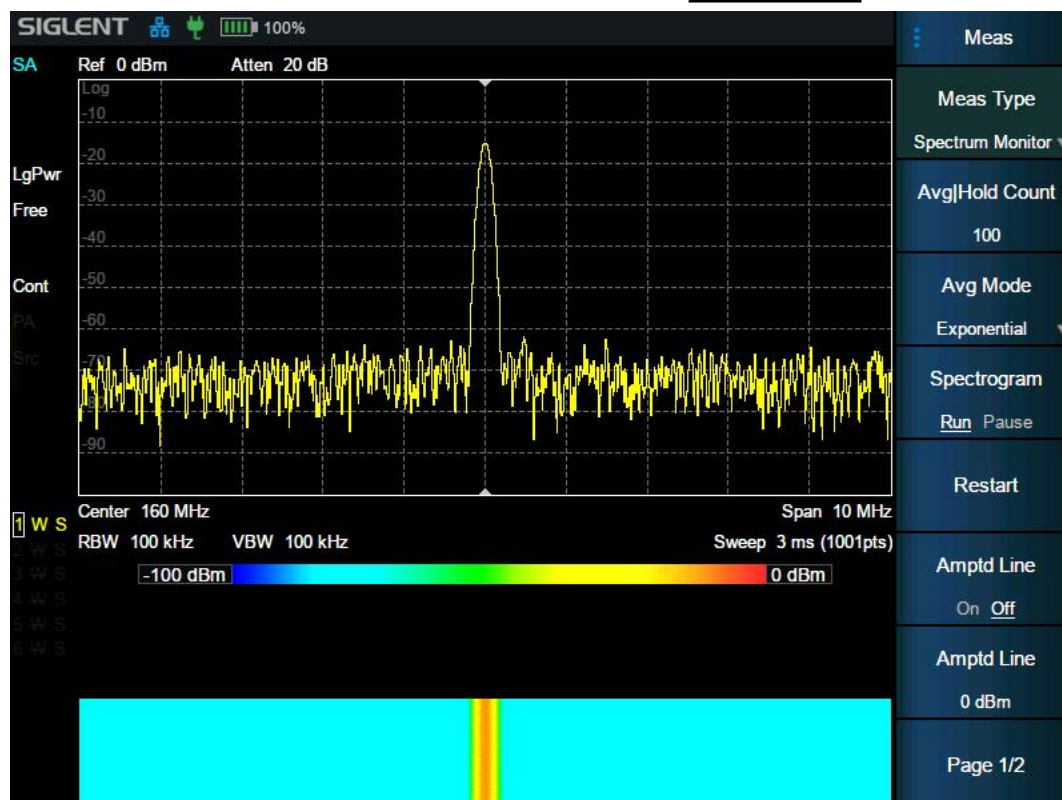 SIGLENT 100%
Meas
SA Ref 0 dBm Atten 20 dB
Log
-10
Meas Type
Spectrum Monitor
-20
LgPwr
-30
Avg|Hold Count
Free
100
-40
Cont
-50
Avg Mode
PA
-60
Exponential
Src
-70
Spectrogram
-80
Run Pause
-90
Restart
Center 160 MHz Span 10 MHz
1 W S
RBW 100 kHz VBW 100 kHz Sweep 3 ms (1001pts)
2 W S
3 W S
-100 dBm 0 dBm
Amptd Line
4 W S
On Off
5 W S
6 W S
Amptd Line
0 dBm
Page 1/2